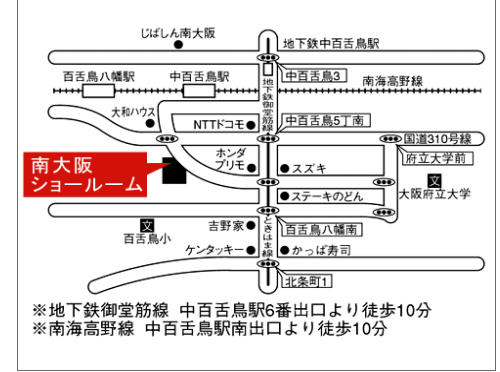 じばしん南大阪
地下鉄中百舌鳥駅
百舌鳥八幡駅
中百舌鳥駅
中百舌鳥3
南海高野線
地下鉄御堂筋線
大和ハウス
NTTドコモ
中百舌鳥5丁南
国道310号線
府立大学前
ホンダ
プリモ
スズキ
南大阪
ショールーム
文
大阪府立大学
ステーキのどん
文
百舌鳥小
吉野家
百舌鳥八幡南
ときはま線
ケンタッキー
かっぱ寿司
北条町1
※地下鉄御堂筋線 中百舌鳥駅6番出口より徒歩10分
※南海高野線 中百舌鳥駅南出口より徒歩10分